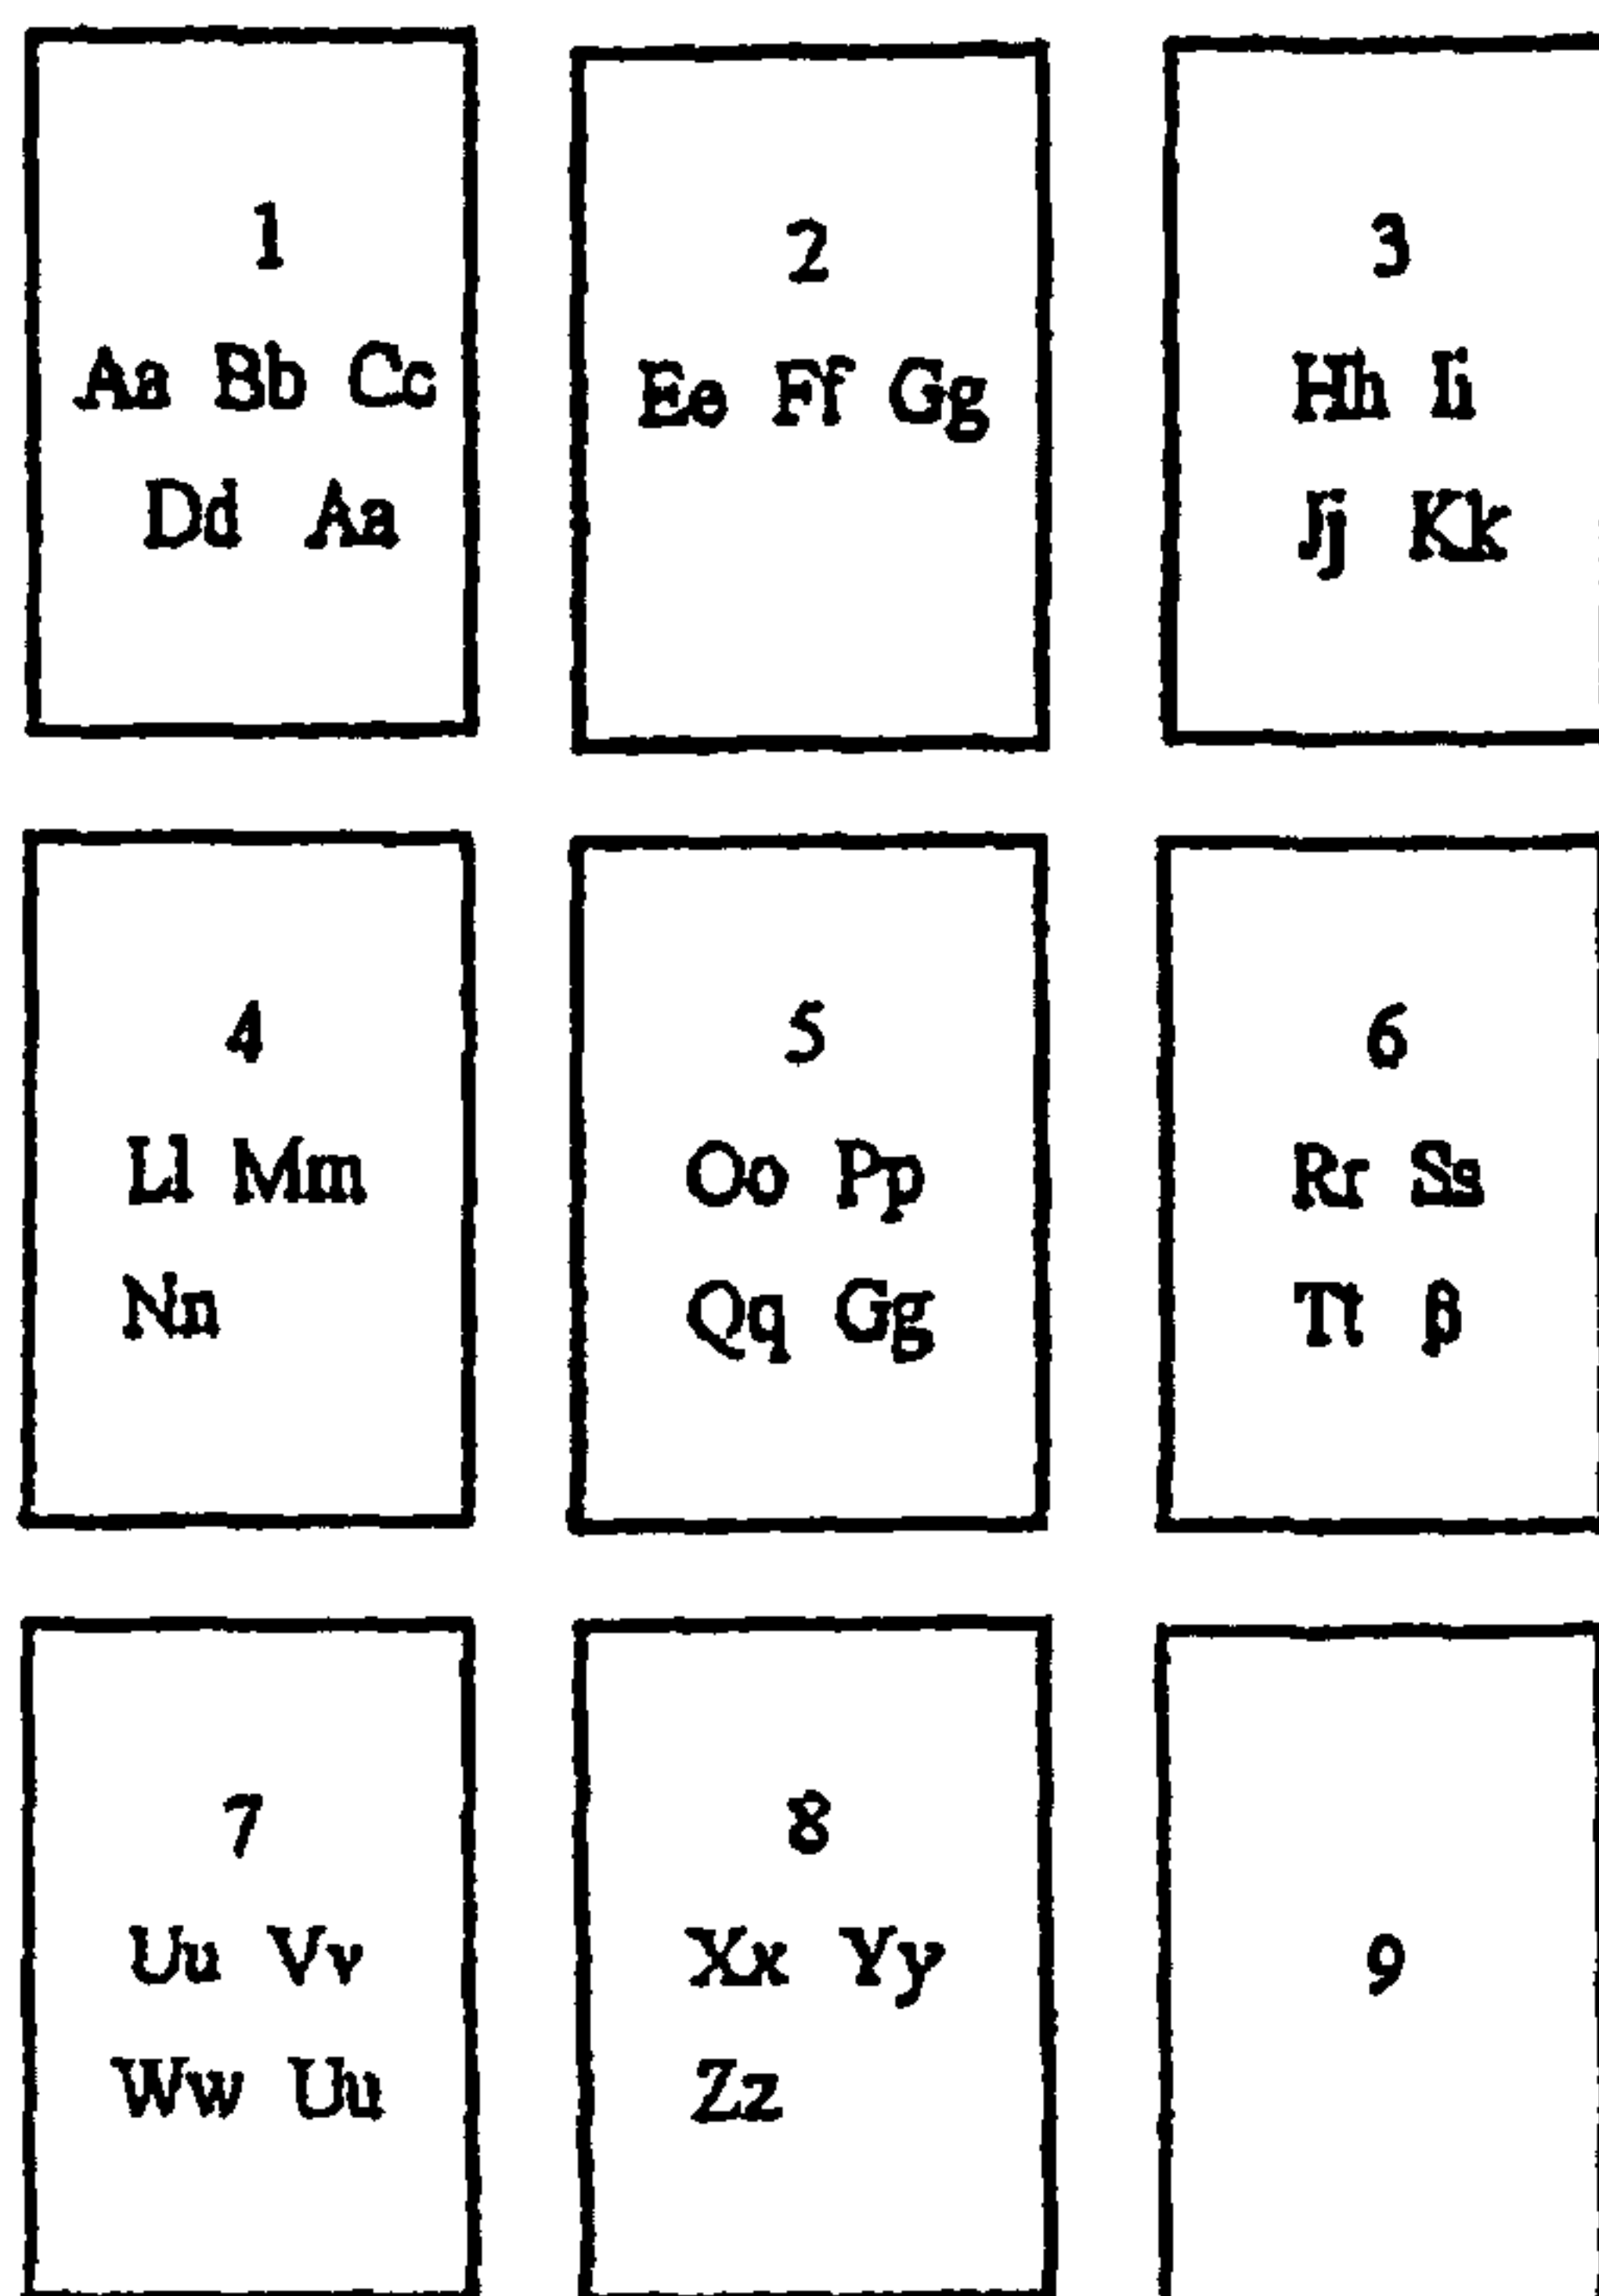 1
Aa Bb Cc
Dd Aa
2
Ee Ff Gg
3
Hh Ii
Jj Kk
4
Ll Mm
Nn
5
Oo Pp
Qq Gg
6
Rr Ss
Tt β
7
Uu Vv
Ww Uu
8
Xx Yy
Zz
9